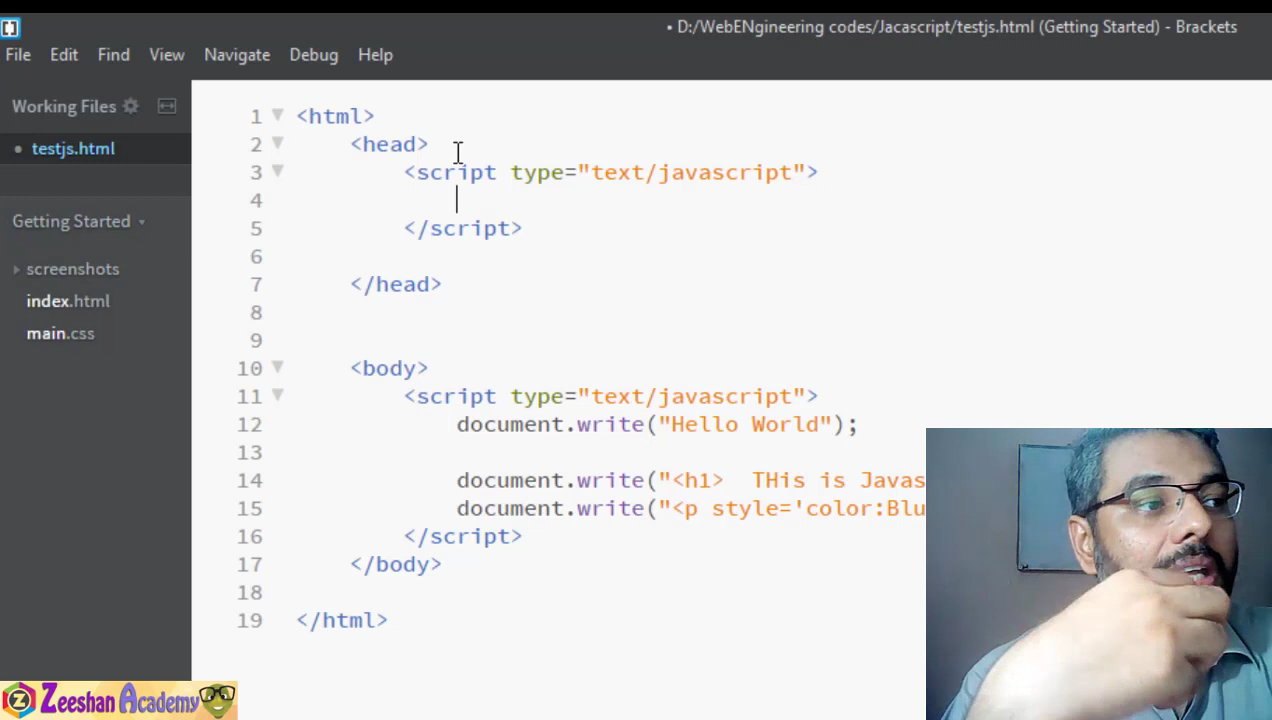 • D:/WebENgineering codes/Jacascript/testjs.html (Getting Started) - Brackets
File Edit Find View Navigate Debug Help
Working Files
• testjs.html
Getting Started
screenshots
index.html
main.css
1 <html>
2 <head>
3 <script type="text/javascript">
4
5 </script>
6
7 </head>
8
9
10 <body>
11 <script type="text/javascript">
12 document.write("Hello World");
13
14 document.write("<h1> THis is Javas
15 document.write("<p style='color:Blu
16 </script>
17 </body>
18
19 </html>
Zeeshan Academy